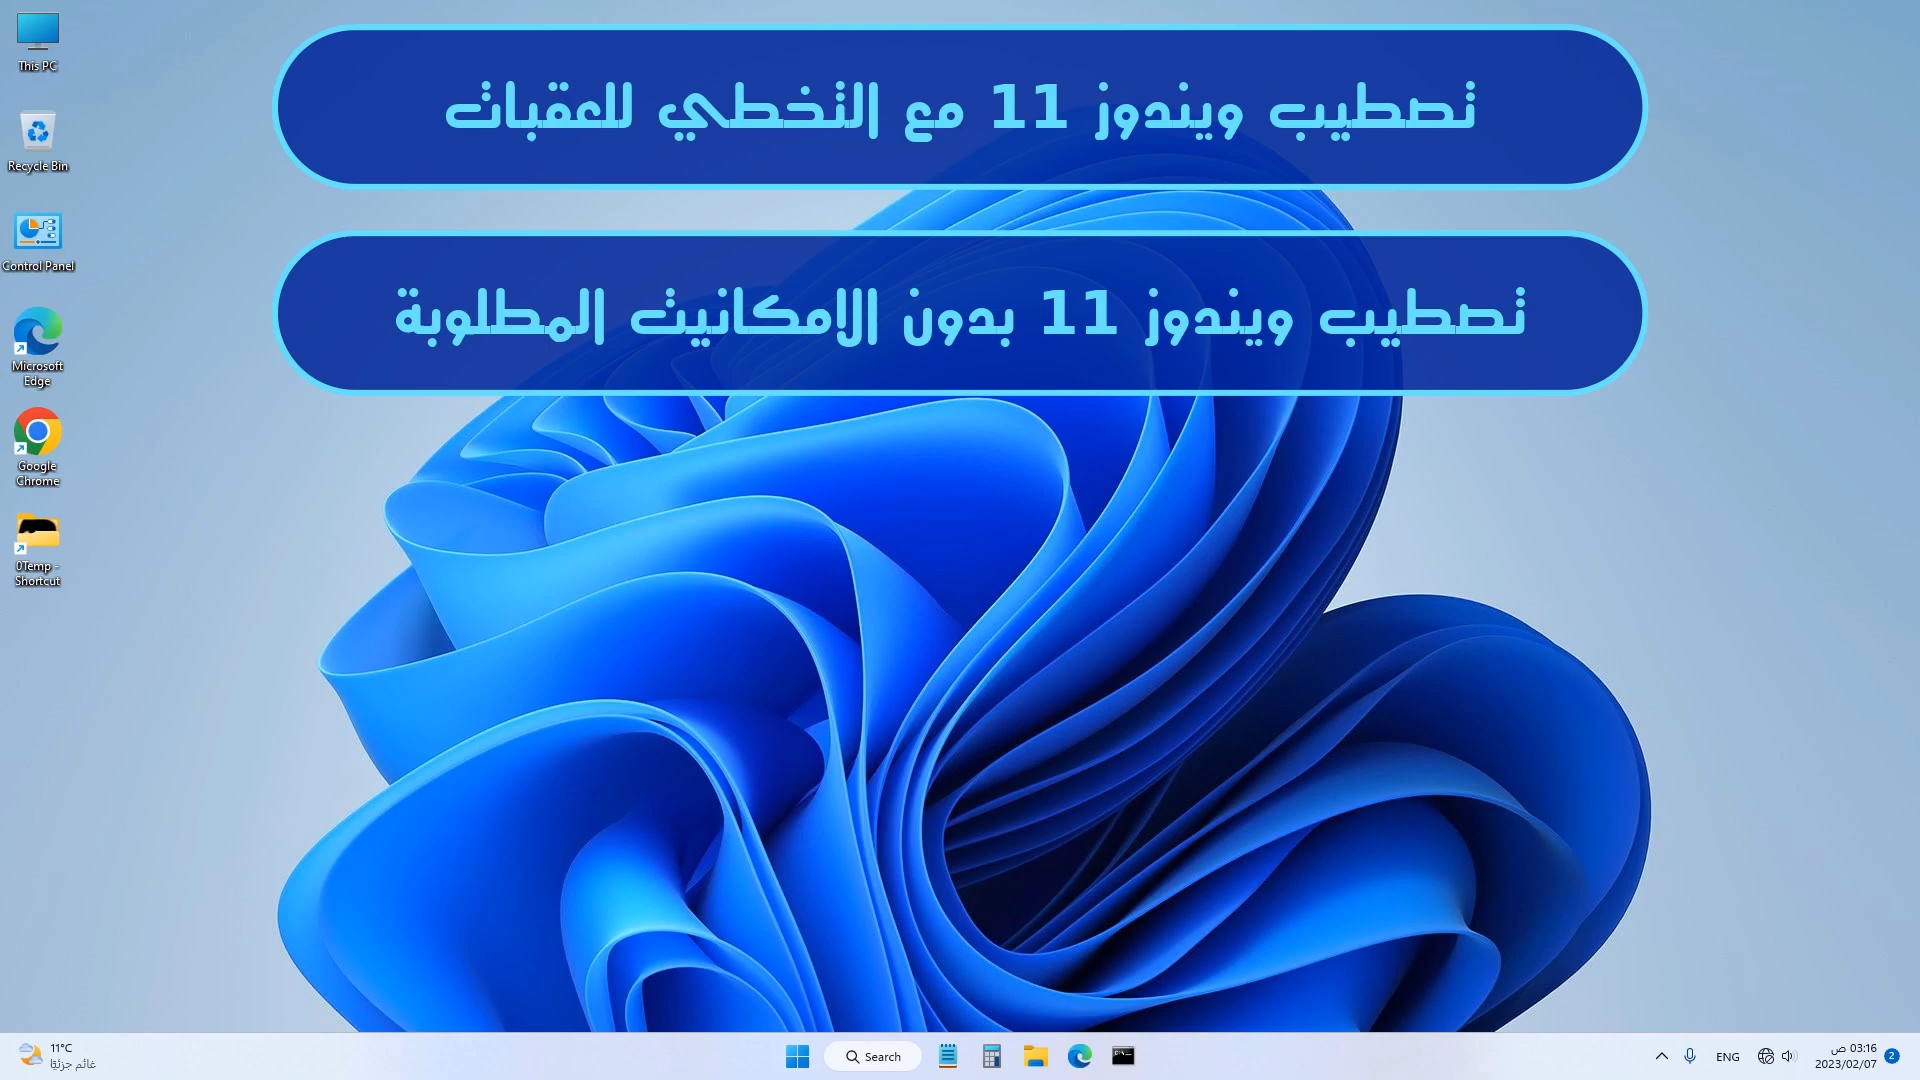 تصطيب ويندوز 11 مع التخطي للعقبات
تصطيب ويندوز 11 بدون الامكانيت المطلوبة
This PC
Recycle Bin
Control Panel
Microsoft
Edge
Google
Chrome
0Temp -
Shortcut
11°C
غائم جزئيًا
Search
ENG
03:16 ص
2023/02/07
2